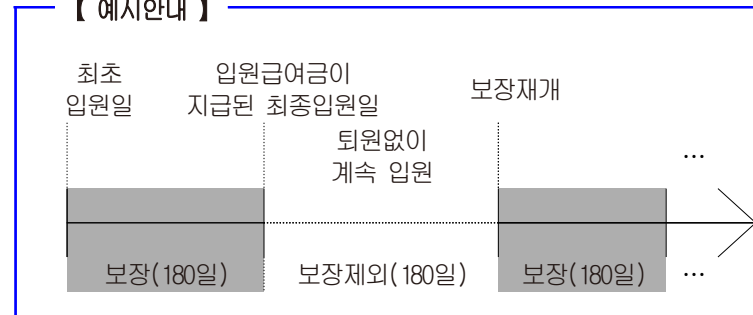 【 예시안내 】
최초
입원일
입원급여금이
지급된 최종입원일
보장재개
퇴원없이
계속 입원
...
보장(180일)
보장제외(180일)
보장(180일)
...